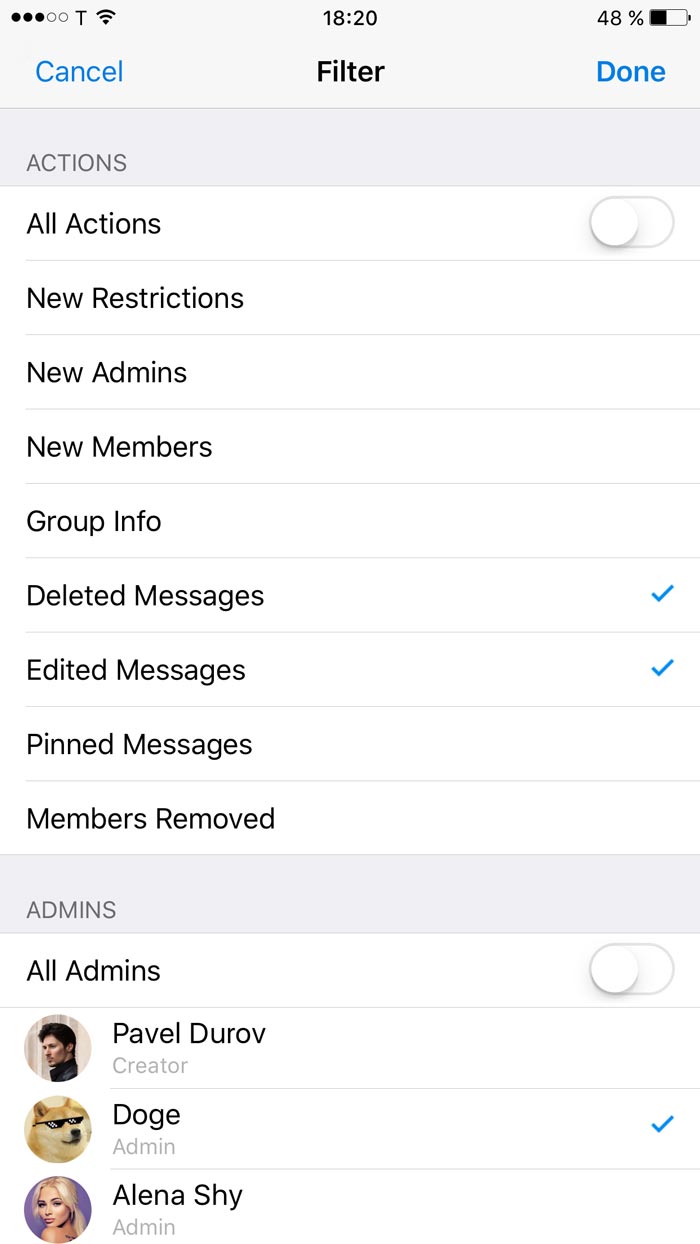 T 18:20 48 %
Cancel Filter Done
ACTIONS
All Actions
New Restrictions
New Admins
New Members
Group Info
Deleted Messages
Edited Messages
Pinned Messages
Members Removed
ADMINS
All Admins
Pavel Durov
Creator
Doge
Admin
Alena Shy
Admin